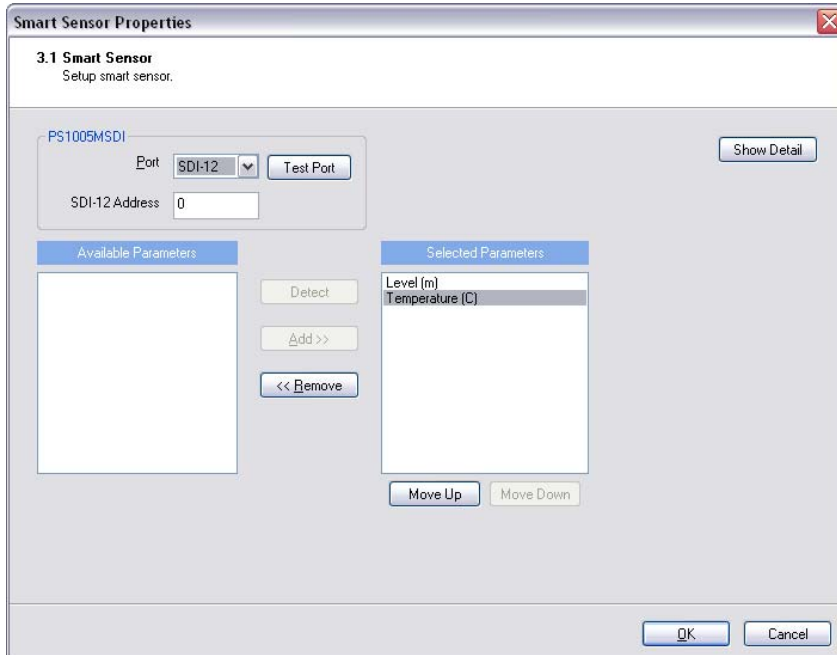 Smart Sensor Properties
3.1 Smart Sensor
Setup smart sensor.
PS1005MSDI
Port SDI-12 Test Port
Show Detail
SDI-12 Address 0
Available Parameters
Selected Parameters
Level (m)
Temperature (C)
Detect
Add >>
<< Remove
Move Up Move Down
OK Cancel